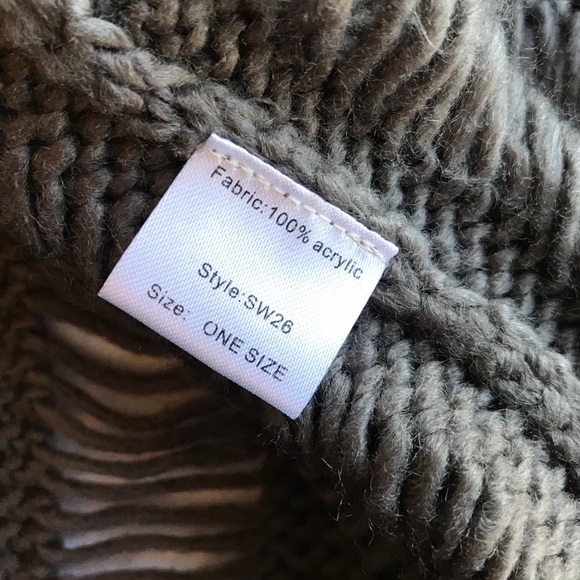 Fabric:100% acrylic
Style:SW26
Size: ONE SIZE